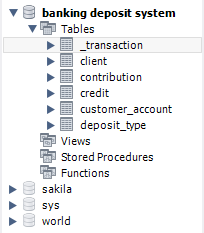 banking deposit system
Tables
_transaction
client
contribution
credit
customer_account
deposit_type
Views
Stored Procedures
Functions
sakila
sys
world